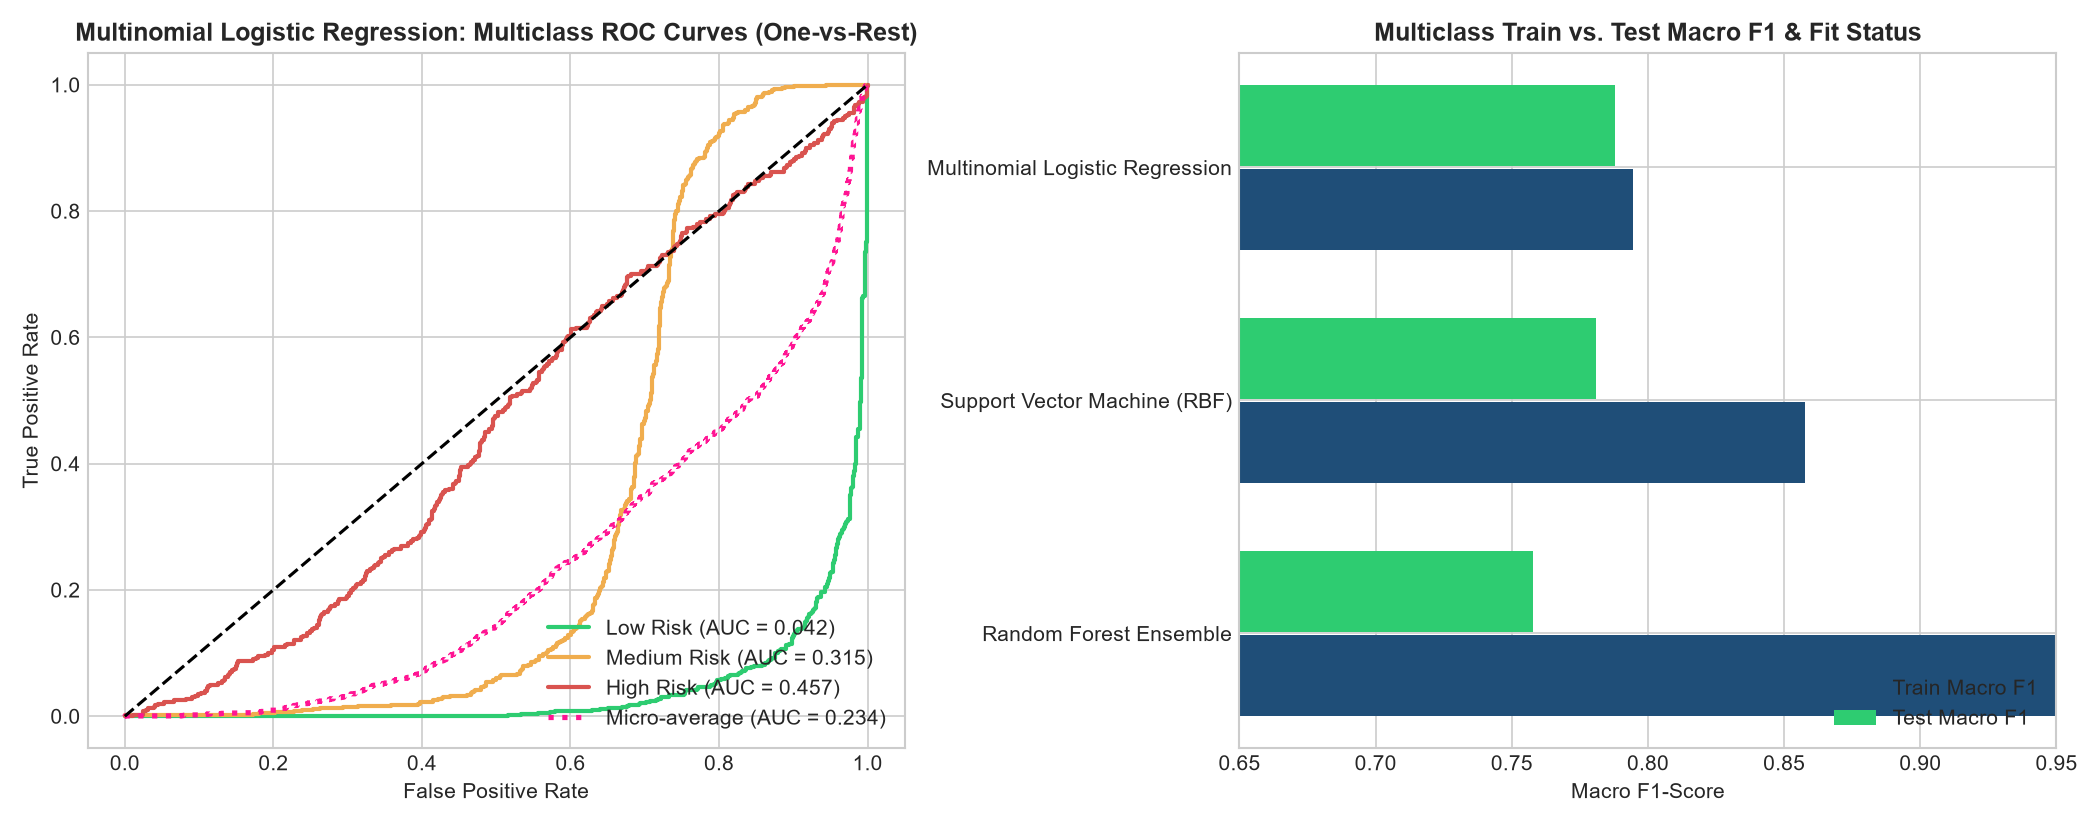 Multinomial Logistic Regression: Multiclass ROC Curves (One-vs-Rest)
True Positive Rate
1.0
0.8
0.6
0.4
0.2
0.0
Low Risk (AUC = 0.042)
Medium Risk (AUC = 0.315)
High Risk (AUC = 0.457)
Micro-average (AUC = 0.234)
0.0 0.2 0.4 0.6 0.8 1.0
False Positive Rate
Multiclass Train vs. Test Macro F1 & Fit Status
Multinomial Logistic Regression
Support Vector Machine (RBF)
Random Forest Ensemble
Train Macro F1
Test Macro F1
0.65 0.70 0.75 0.80 0.85 0.90 0.95
Macro F1-Score